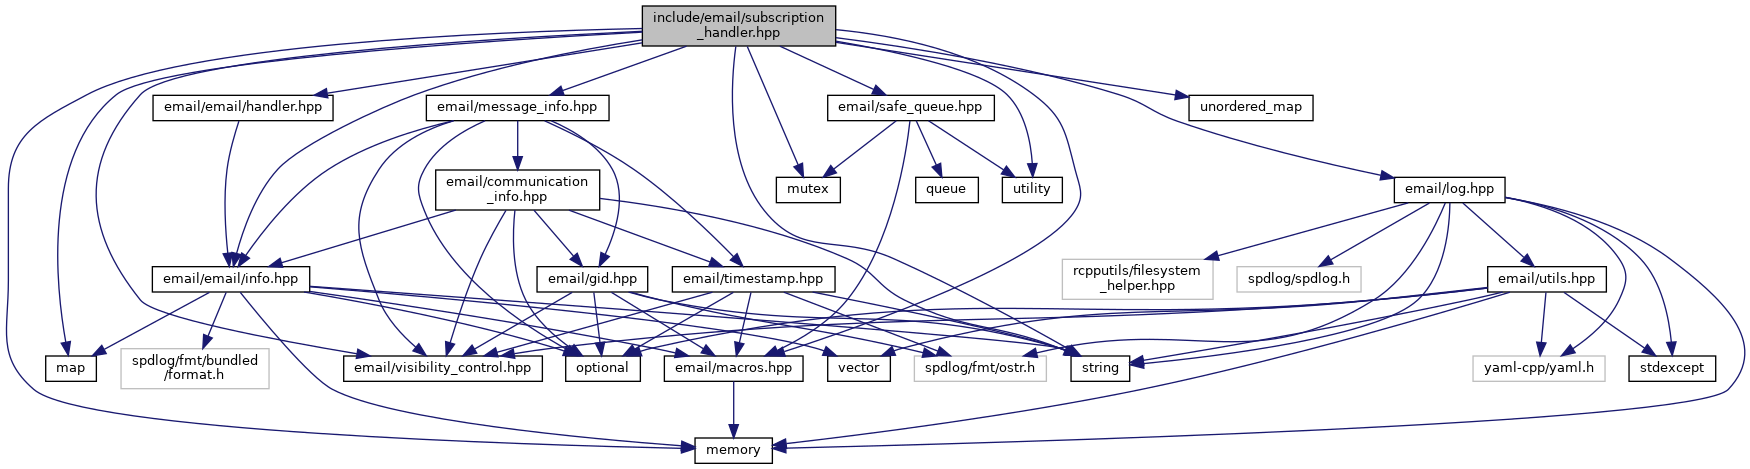 include/email/subscription
_handler.hpp
email/email/handler.hpp
email/message_info.hpp
email/safe_queue.hpp
unordered_map
email/communication
_info.hpp
mutex
queue
utility
email/log.hpp
email/email/info.hpp
email/gid.hpp
email/timestamp.hpp
rcpputils/filesystem
_helper.hpp
spdlog/spdlog.h
email/utils.hpp
map
spdlog/fmt/bundled
/format.h
email/visibility_control.hpp
optional
email/macros.hpp
vector
spdlog/fmt/ostr.h
string
yaml-cpp/yaml.h
stdexcept
memory